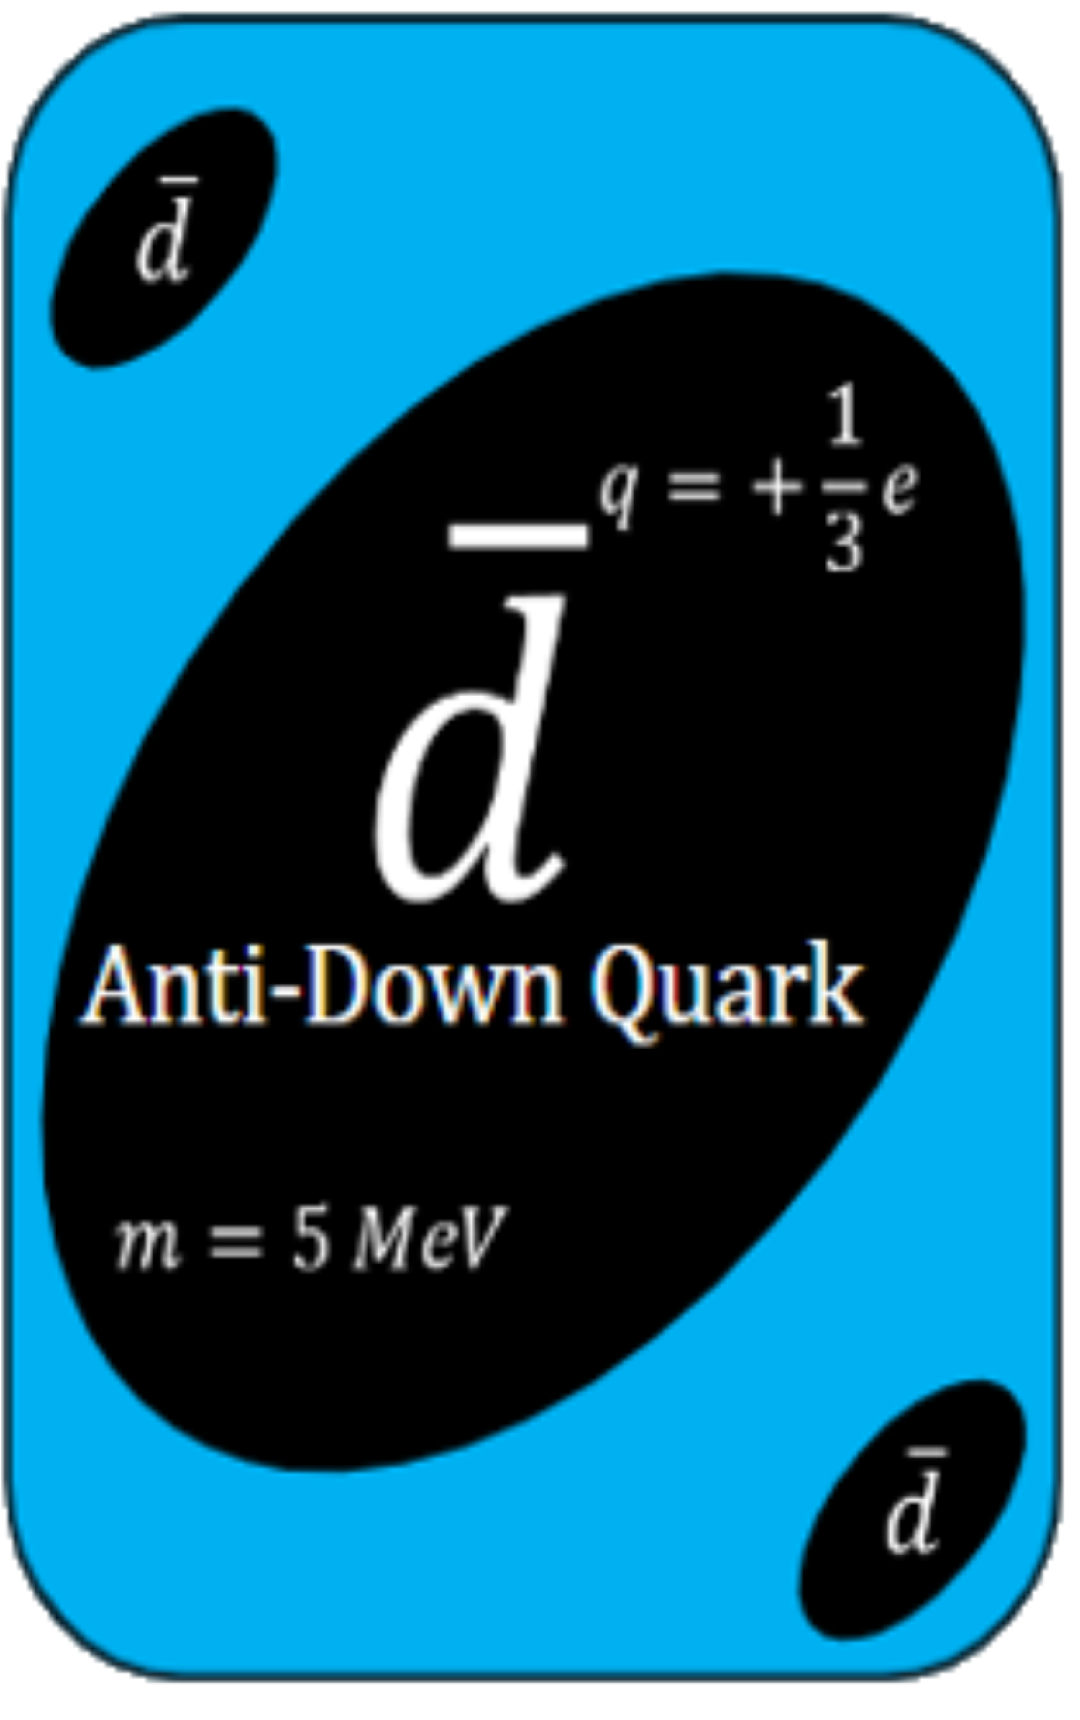 d̄
q = +1/3 e
d̄
Anti-Down Quark
m = 5 MeV
d̄